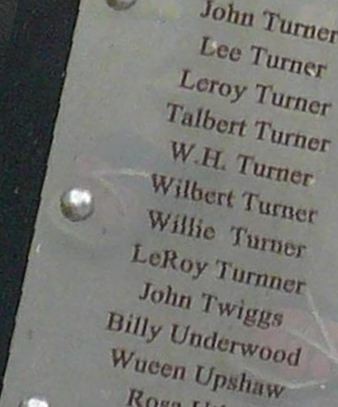 John Turner
Lee Turner
Leroy Turner
Talbert Turner
W.H. Turner
Wilbert Turner
Willie Turner
LeRoy Turnner
John Twiggs
Billy Underwood
Wueen Upshaw
Rosa